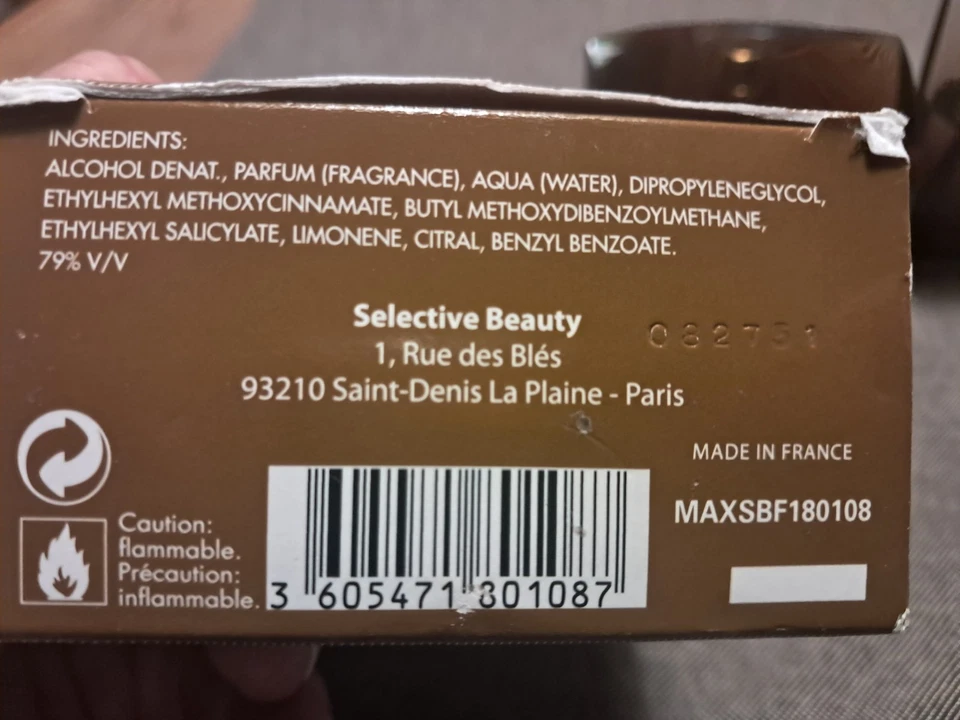 INGREDIENTS:
ALCOHOL DENAT., PARFUM (FRAGRANCE), AQUA (WATER), DIPROPYLENEGLYCOL,
ETHYLHEXYL METHOXYCINNAMATE, BUTYL METHOXYDIBENZOYLMETHANE,
ETHYLHEXYL SALICYLATE, LIMONENE, CITRAL, BENZYL BENZOATE.
79% V/V
Selective Beauty
1, Rue des Blés
93210 Saint-Denis La Plaine - Paris
082751
MADE IN FRANCE
MAXSBF180108
Caution:
flammable.
Précaution:
inflammable.
3 605471 801087